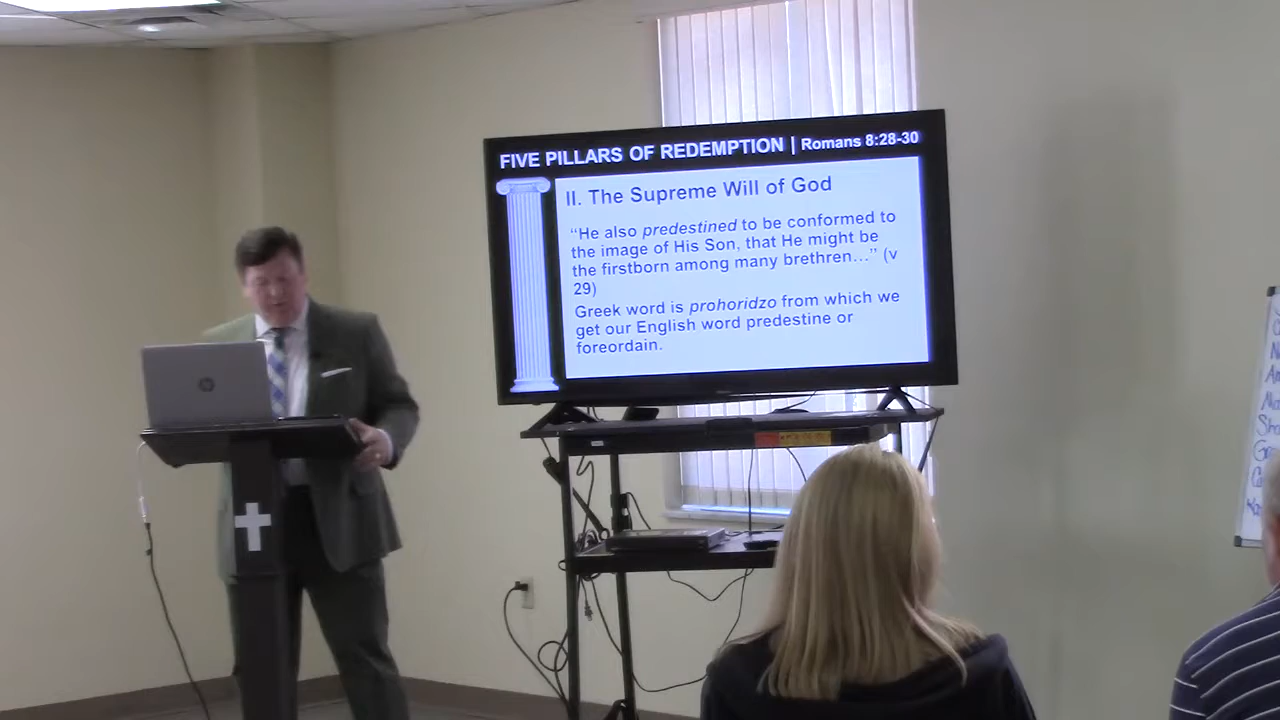 FIVE PILLARS OF REDEMPTION | Romans 8:28-30
II. The Supreme Will of God
“He also predestined to be conformed to
the image of His Son, that He might be
the firstborn among many brethren…” (v
29)
Greek word is prohoridzo from which we
get our English word predestine or
foreordain.
hp